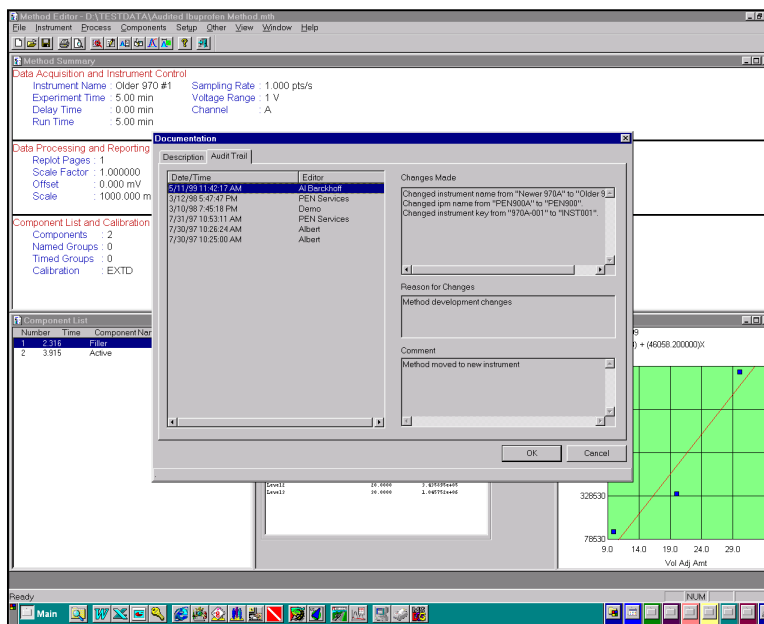 Method Editor - D:\TESTDATA\Audited Ibuprofen Method.mth
File Instrument Process Components Setup Other View Window Help
Method Summary
Data Acquisition and Instrument Control
Instrument Name : Older 970 #1 Sampling Rate : 1.000 pts/s
Experiment Time : 5.00 min Voltage Range : 1 V
Delay Time : 0.00 min Channel : A
Run Time : 5.00 min
Data Processing and Reporting
Replot Pages : 1
Scale Factor : 1.000000
Offset : 0.000 mV
Scale : 1000.000 m
Component List and Calibration
Components : 2
Named Groups : 0
Timed Groups : 0
Calibration : EXTD
Documentation
Description Audit Trail
Date/Time Editor
5/11/99 11:42:17 AM Al Barckhoff
3/12/98 5:47:47 PM PEN Services
3/10/98 7:45:18 PM Demo
7/31/97 10:53:11 AM PEN Services
7/30/97 10:26:24 AM Albert
7/30/97 10:25:00 AM Albert
Changes Made
Changed instrument name from "Newer 970A" to "Older 9
Changed ipm name from "PEN900A" to "PEN900".
Changed instrument key from "970A-001" to "INST001".
Reason for Changes
Method development changes
Comment
Method moved to new instrument
OK Cancel
Component List
Number Time Component Nar
1 2.316 Filler
2 3.915 Active
) + (46058.200000)X
Level2 20.0000
Level3 30.0000
328530
78530
9.0 14.0 19.0 24.0 29.0
Vol Adj Amt
Ready NUM
Main